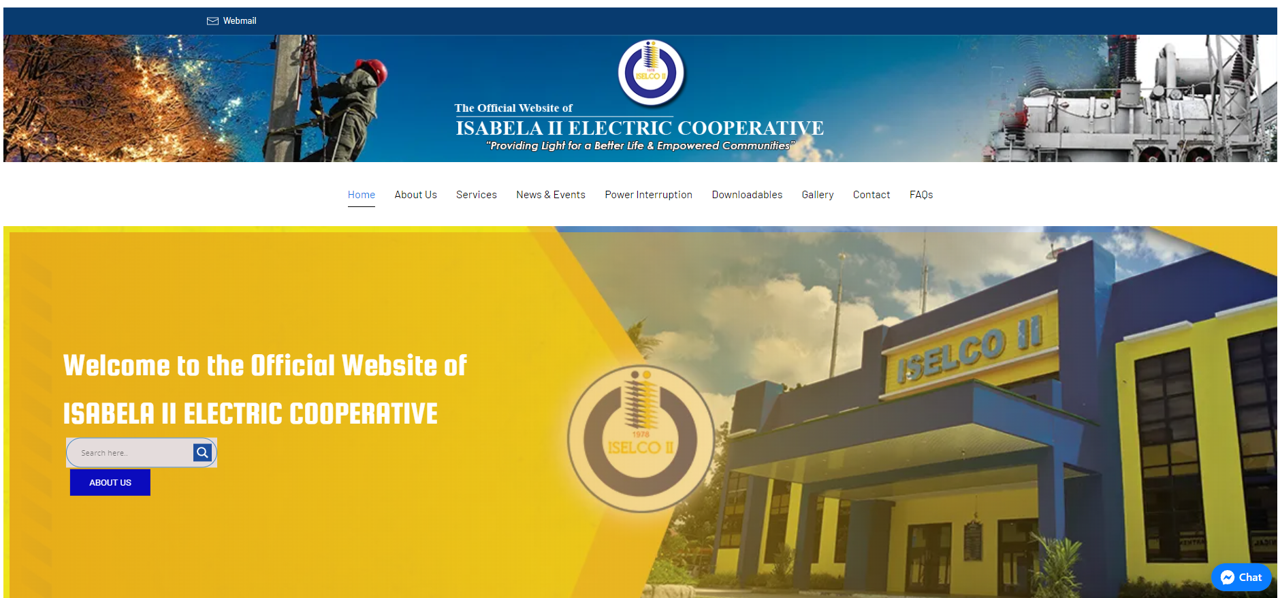 Webmail
ISELCO II
The Official Website of
ISABELA II ELECTRIC COOPERATIVE
"Providing Light for a Better Life & Empowered Communities"
Home About Us Services News & Events Power Interruption Downloadables Gallery Contact FAQs
ISELCO II
Welcome to the Official Website of
ISABELA II ELECTRIC COOPERATIVE
1976
ISELCO II
Search here..
ABOUT US
Chat